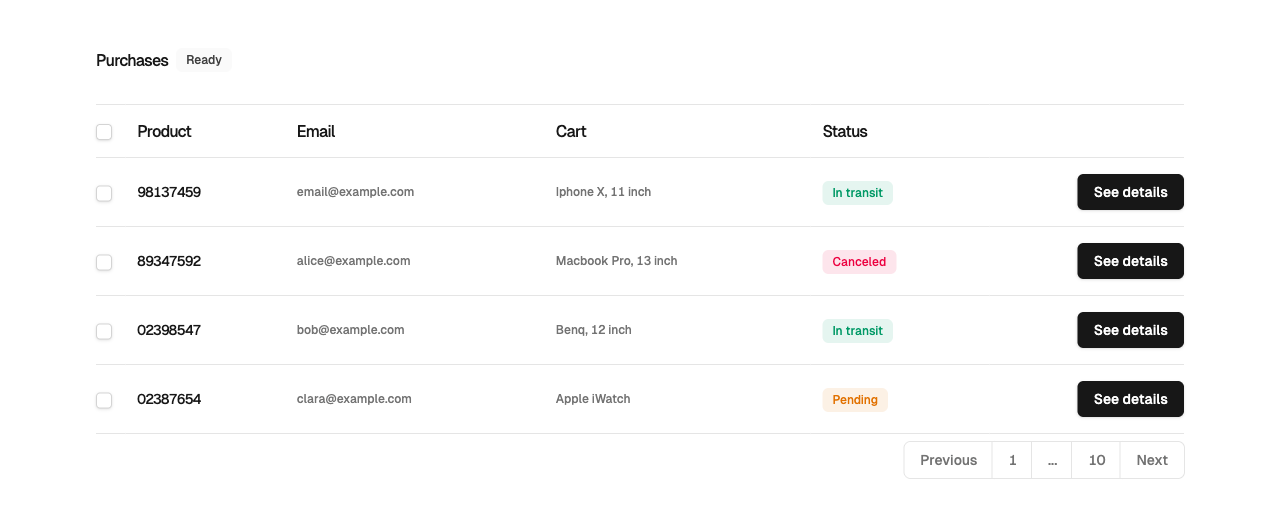 Purchases Ready
Product Email Cart Status
98137459 email@example.com Iphone X, 11 inch In transit See details
89347592 alice@example.com Macbook Pro, 13 inch Canceled See details
02398547 bob@example.com Benq, 12 inch In transit See details
02387654 clara@example.com Apple iWatch Pending See details
Previous 1 ... 10 Next